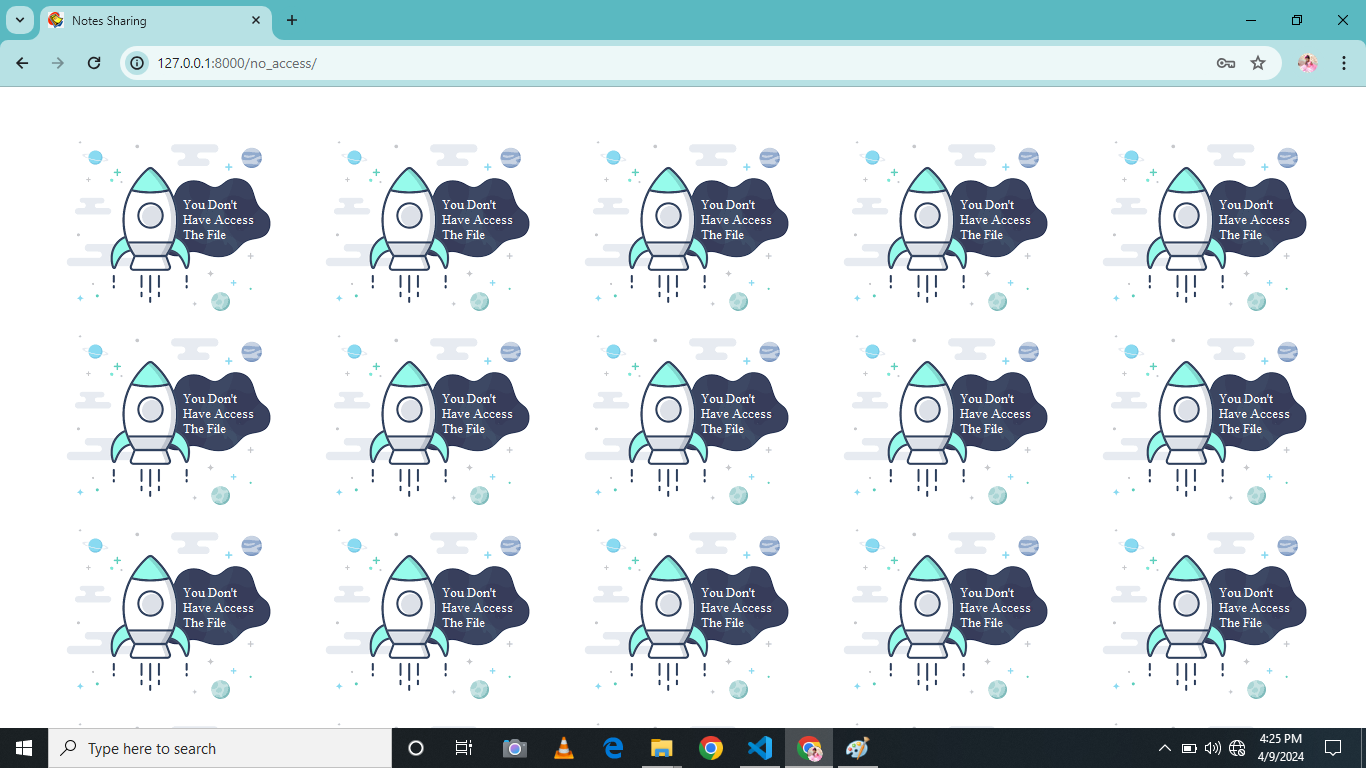 Notes Sharing
127.0.0.1:8000/no_access/
You Don't
Have Access
The File
You Don't
Have Access
The File
You Don't
Have Access
The File
You Don't
Have Access
The File
You Don't
Have Access
The File
You Don't
Have Access
The File
You Don't
Have Access
The File
You Don't
Have Access
The File
You Don't
Have Access
The File
You Don't
Have Access
The File
You Don't
Have Access
The File
You Don't
Have Access
The File
You Don't
Have Access
The File
You Don't
Have Access
The File
You Don't
Have Access
The File
Type here to search
4:25 PM
4/9/2024